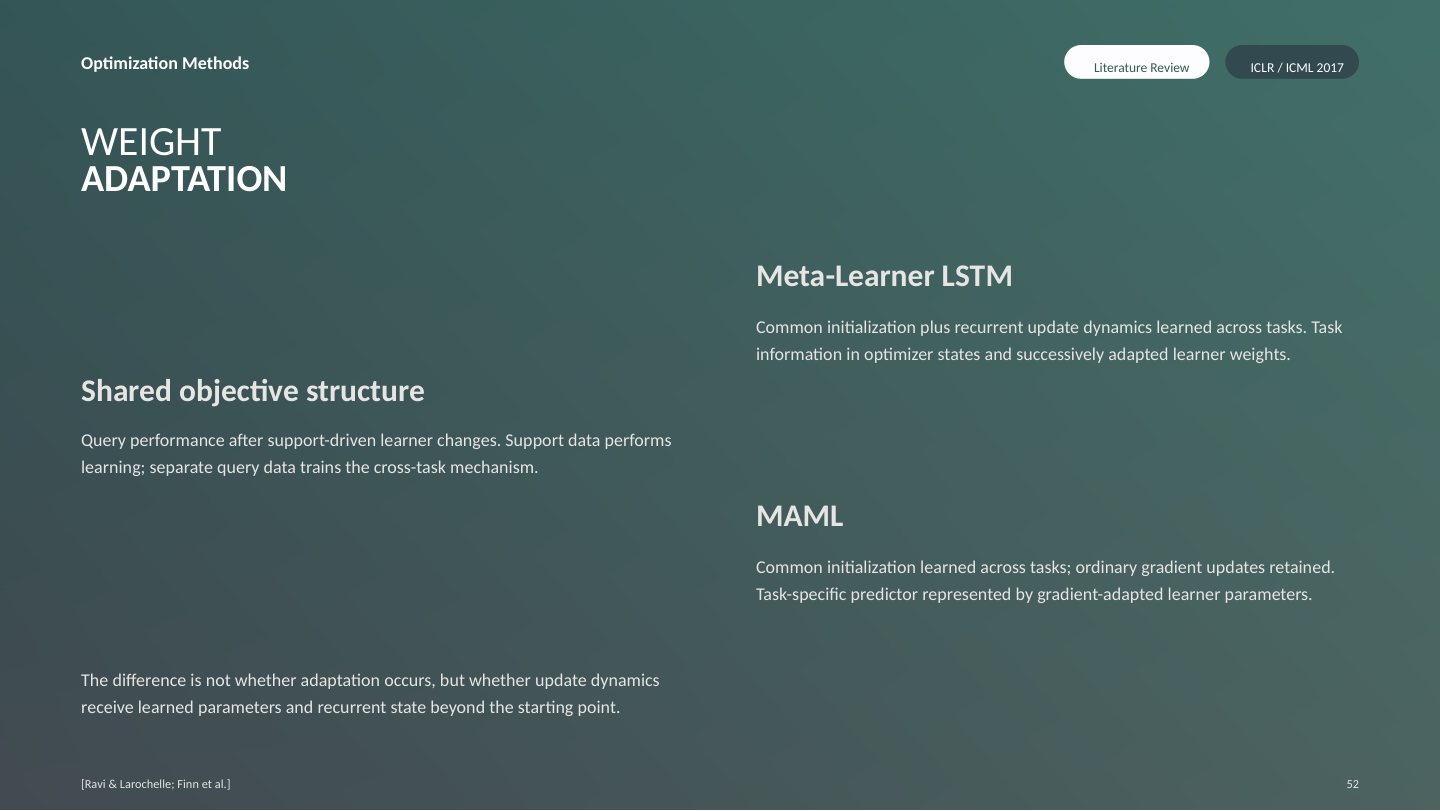 Optimization Methods
Literature Review
ICLR / ICML 2017
WEIGHT
ADAPTATION
Shared objective structure
Query performance after support-driven learner changes. Support data performs
learning; separate query data trains the cross-task mechanism.
Meta-Learner LSTM
Common initialization plus recurrent update dynamics learned across tasks. Task
information in optimizer states and successively adapted learner weights.
MAML
Common initialization learned across tasks; ordinary gradient updates retained.
Task-specific predictor represented by gradient-adapted learner parameters.
The difference is not whether adaptation occurs, but whether update dynamics
receive learned parameters and recurrent state beyond the starting point.
[Ravi & Larochelle; Finn et al.]
52